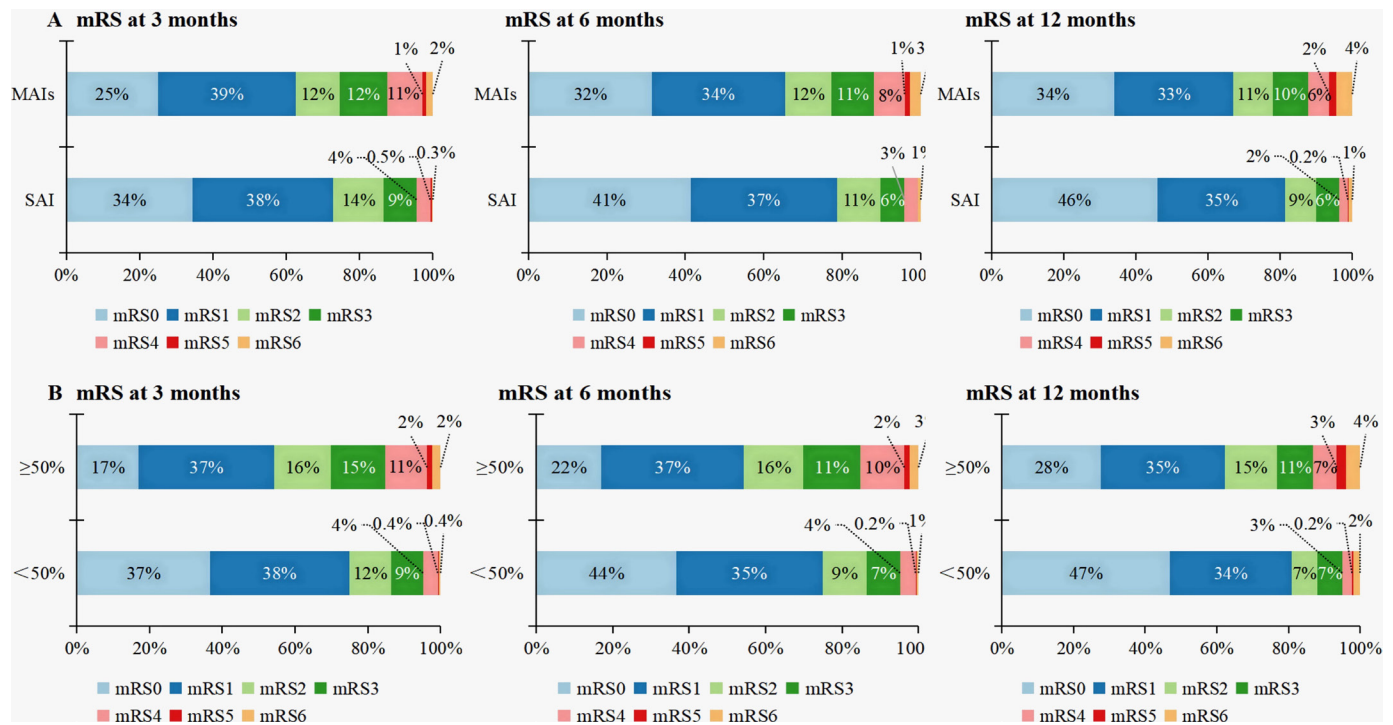 A mRS at 3 months
1% 2%
MAIs 25% 39% 12% 12% 11%
4% 0.5% 0.3%
SAI 34% 38% 14% 9%
0% 20% 40% 60% 80% 100%
mRS0 mRS1 mRS2 mRS3
mRS4 mRS5 mRS6
mRS at 6 months
1% 3
MAIs 32% 34% 12% 11% 8%
3% 1%
SAI 41% 37% 11% 6%
0% 20% 40% 60% 80% 100
mRS0 mRS1 mRS2 mRS3
mRS4 mRS5 mRS6
mRS at 12 months
2% 4%
MAIs 34% 33% 11% 10% 6%
2% 0.2% 1%
SAI 46% 35% 9% 6%
0% 20% 40% 60% 80% 100%
mRS0 mRS1 mRS2 mRS3
mRS4 mRS5 mRS6
B mRS at 3 months
2% 2%
≥50% 17% 37% 16% 15% 11%
4% 0.4% 0.4%
<50% 37% 38% 12% 9%
0% 20% 40% 60% 80% 100%
mRS0 mRS1 mRS2 mRS3
mRS4 mRS5 mRS6
mRS at 6 months
2% 3
≥50% 22% 37% 16% 11% 10%
4% 0.2% 1%
<50% 44% 35% 9% 7%
0% 20% 40% 60% 80% 100
mRS0 mRS1 mRS2 mRS3
mRS4 mRS5 mRS6
mRS at 12 months
3% 4%
≥50% 28% 35% 15% 11% 7%
3% 0.2% 2%
<50% 47% 34% 7% 7%
0% 20% 40% 60% 80% 100%
mRS0 mRS1 mRS2 mRS3
mRS4 mRS5 mRS6